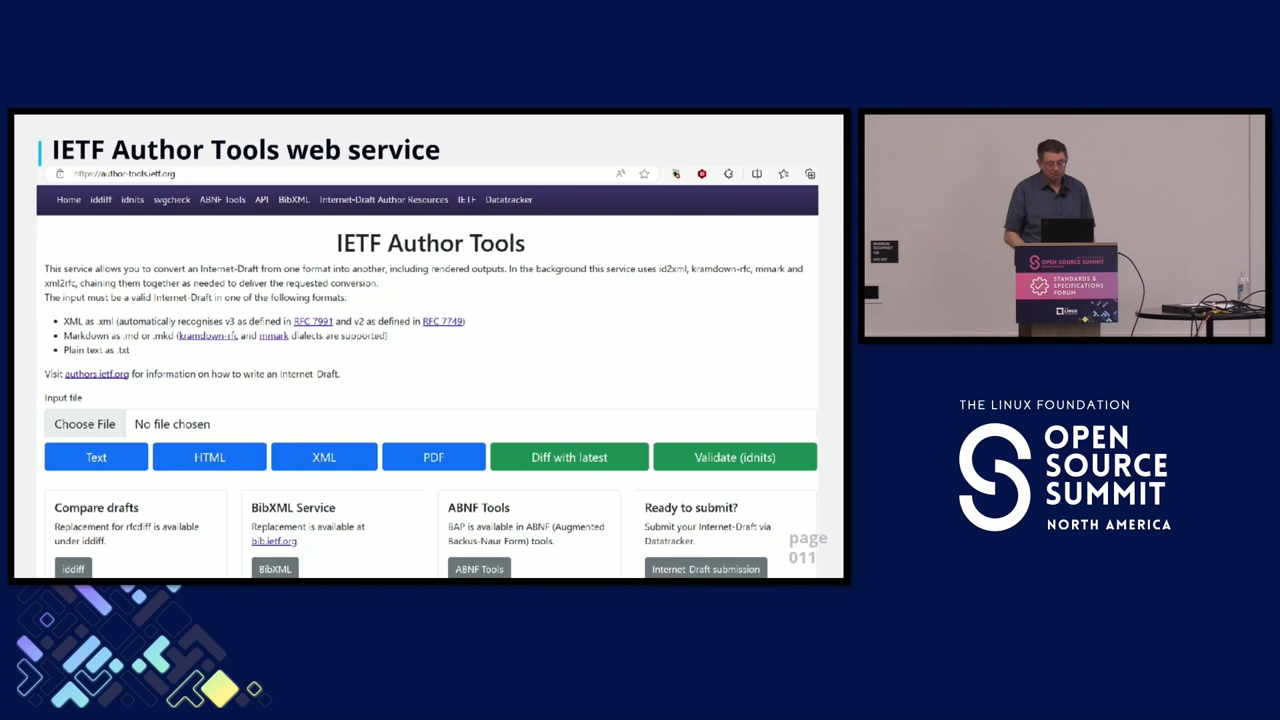 IETF Author Tools web service
https://author-tools.ietf.org
Home iddiff idnits svgcheck ABNF Tools API BibXML Internet-Draft Author Resources IETF Datatracker
IETF Author Tools
This service allows you to convert an Internet-Draft from one format into another, including rendered outputs. In the background this service uses id2xml, kramdown-rfc, mmark and
xml2rfc, chaining them together as needed to deliver the requested conversion.
The input must be a valid Internet-Draft in one of the following formats:
XML as .xml (automatically recognises v3 as defined in RFC 7991 and v2 as defined in RFC 7749)
Markdown as .md or .mkd (kramdown-rfc and mmark dialects are supported)
Plain text as .txt
Visit authors.ietf.org for information on how to write an Internet-Draft.
Input file
Choose File No file chosen
Text HTML XML PDF Diff with latest Validate (idnits)
Compare drafts
Replacement for rfcdiff is available
under iddiff.
iddiff
BibXML Service
Replacement is available at
bib.ietf.org.
BibXML
ABNF Tools
BAP is available in ABNF (Augmented
Backus-Naur Form) tools.
ABNF Tools
Ready to submit?
Submit your Internet-Draft via
Datatracker.
Internet-Draft submission
page
011
OPEN SOURCE SUMMIT
STANDARDS &
SPECIFICATIONS
FORUM
LINUX
THE LINUX FOUNDATION
OPEN
SOURCE
SUMMIT
NORTH AMERICA